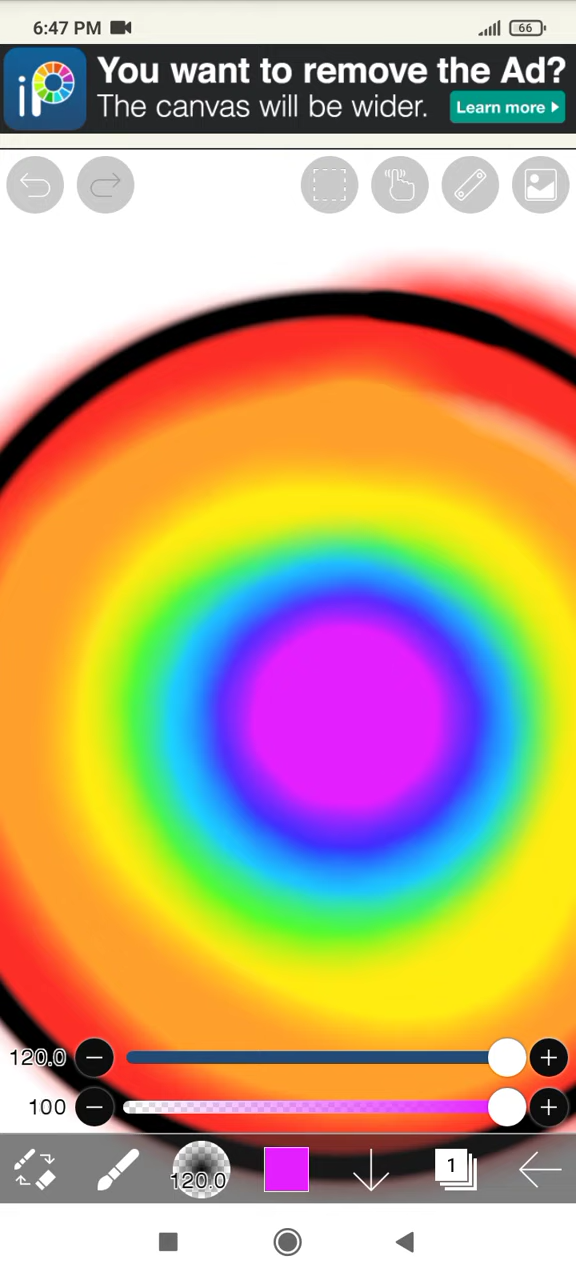 6:47 PM
66
iP
You want to remove the Ad?
The canvas will be wider.
Learn more
120.0
100
120.0
1